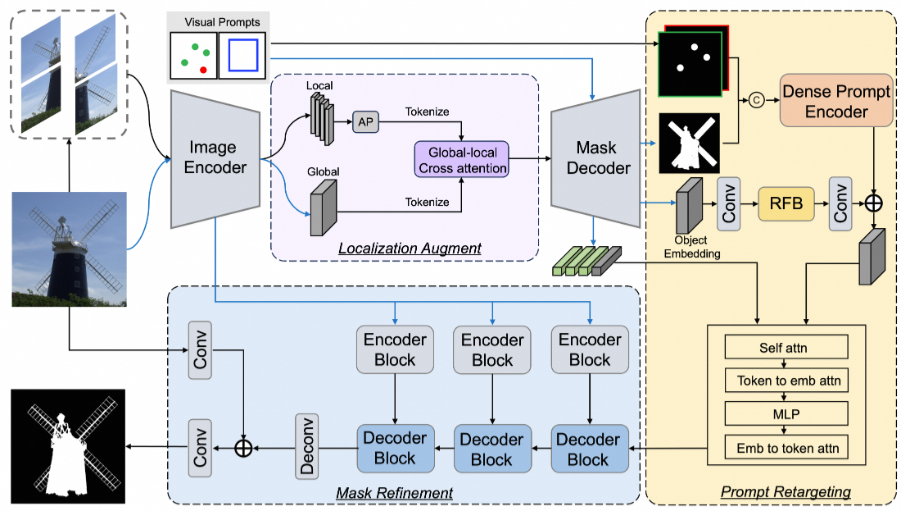 Visual Prompts
Image
Encoder
Local
AP
Tokenize
Global-local
Cross attention
Global
Tokenize
Localization Augment
Mask
Decoder
C
Dense Prompt
Encoder
Conv
RFB
Conv
Object
Embedding
Self attn
Token to emb attn
MLP
Emb to token attn
Prompt Retargeting
Encoder
Block
Encoder
Block
Encoder
Block
Conv
Conv
Deconv
Decoder
Block
Decoder
Block
Decoder
Block
Mask Refinement